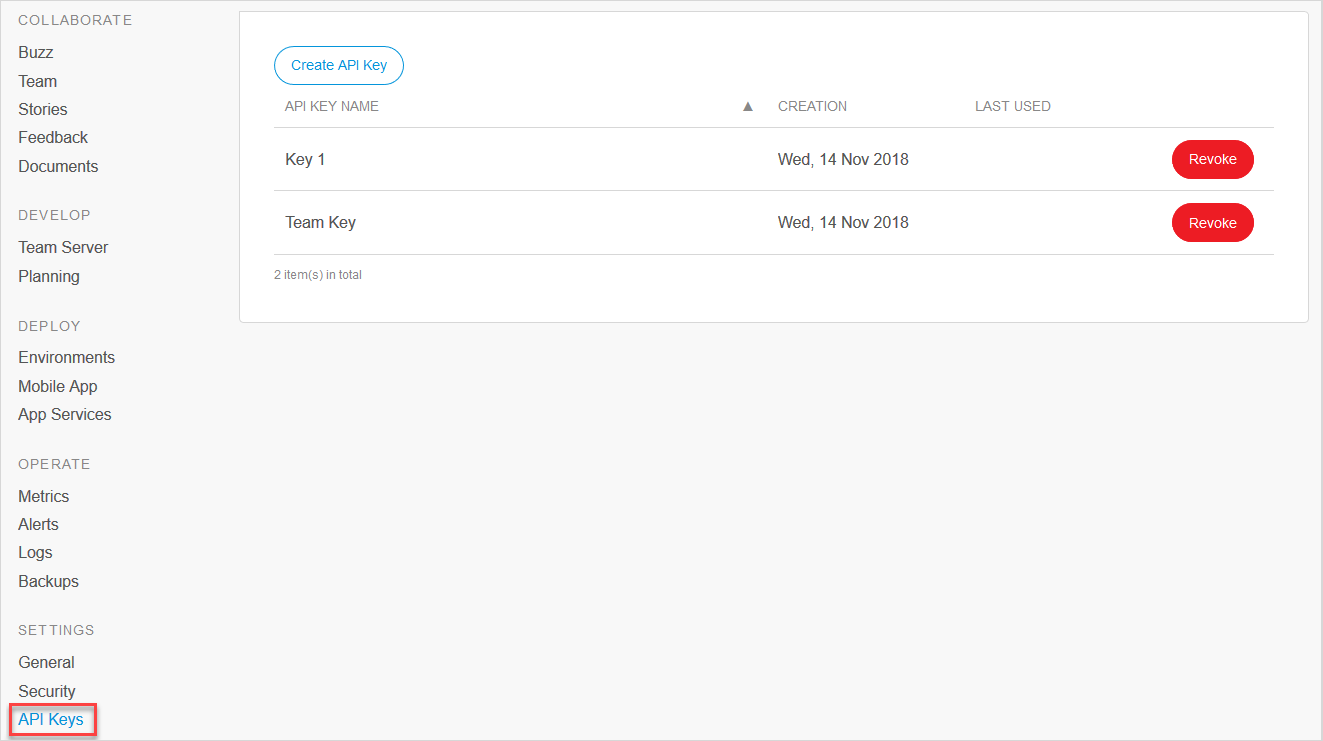 COLLABORATE
Buzz
Team
Stories
Feedback
Documents
DEVELOP
Team Server
Planning
DEPLOY
Environments
Mobile App
App Services
OPERATE
Metrics
Alerts
Logs
Backups
SETTINGS
General
Security
API Keys
Create API Key
API KEY NAME ▲ CREATION LAST USED
Key 1 Wed, 14 Nov 2018 Revoke
Team Key Wed, 14 Nov 2018 Revoke
2 item(s) in total